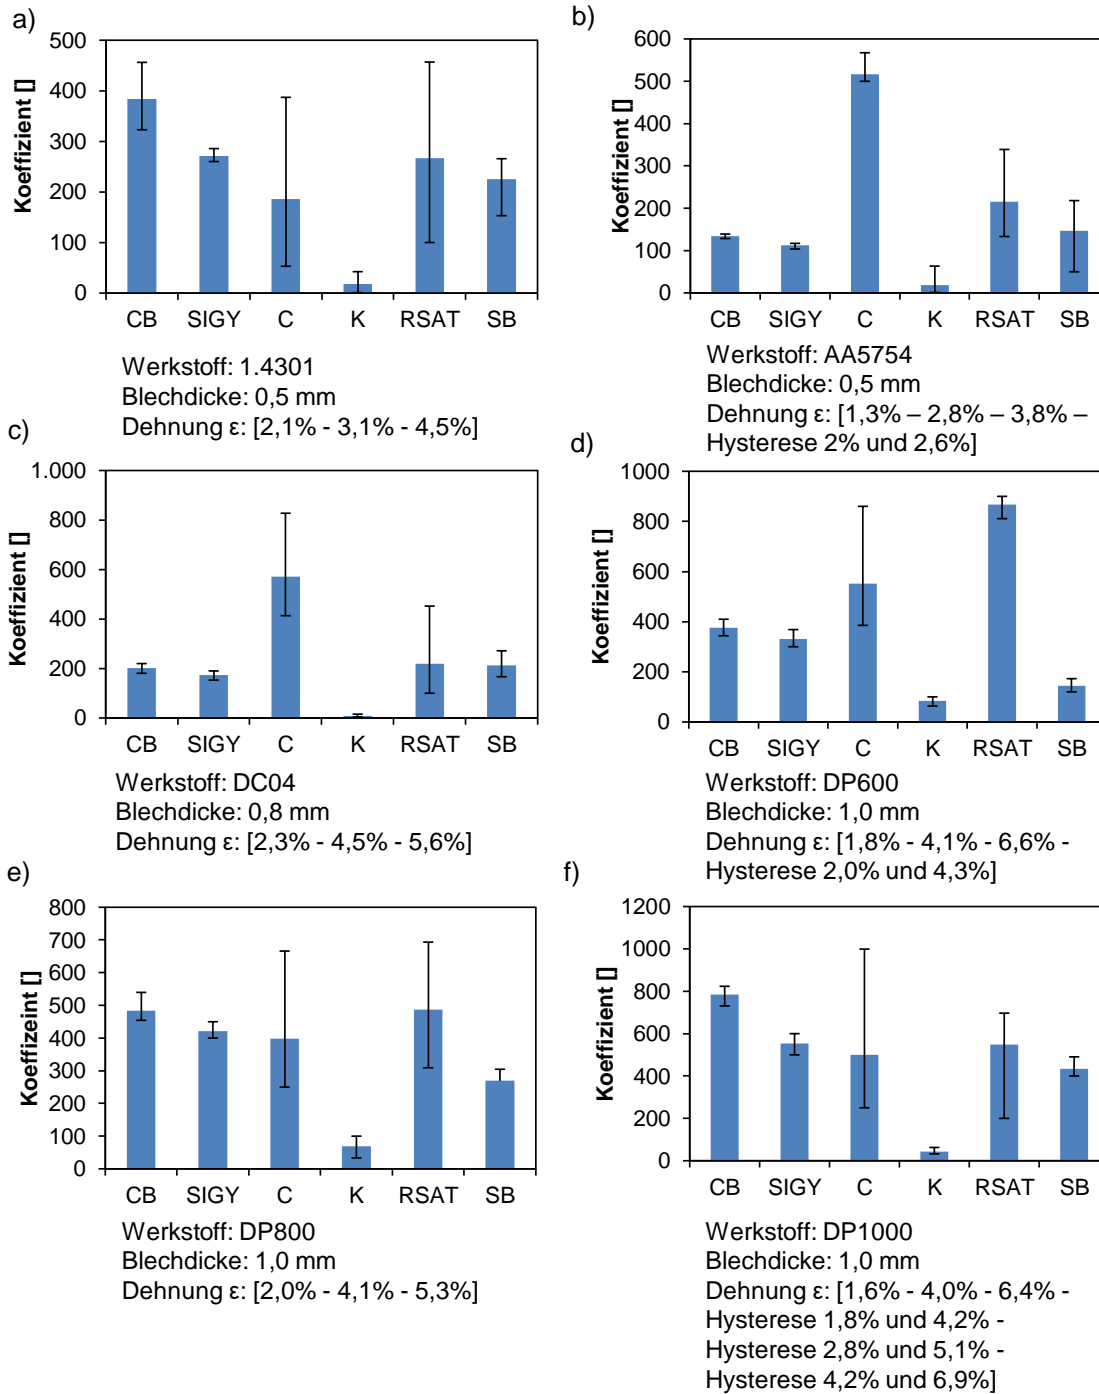 a)
Koeffizient []
500
400
300
200
100
0
CB SIGY C K RSAT SB
Werkstoff: 1.4301
Blechdicke: 0,5 mm
Dehnung ε: [2,1% - 3,1% - 4,5%]
b)
Koeffizient []
600
500
400
300
200
100
0
CB SIGY C K RSAT SB
Werkstoff: AA5754
Blechdicke: 0,5 mm
Dehnung ε: [1,3% – 2,8% – 3,8% –
Hysterese 2% und 2,6%]
c)
Koeffizient []
1.000
800
600
400
200
0
CB SIGY C K RSAT SB
Werkstoff: DC04
Blechdicke: 0,8 mm
Dehnung ε: [2,3% - 4,5% - 5,6%]
d)
Koeffizient []
1000
800
600
400
200
0
CB SIGY C K RSAT SB
Werkstoff: DP600
Blechdicke: 1,0 mm
Dehnung ε: [1,8% - 4,1% - 6,6% -
Hysterese 2,0% und 4,3%]
e)
Koeffizeint []
800
700
600
500
400
300
200
100
0
CB SIGY C K RSAT SB
Werkstoff: DP800
Blechdicke: 1,0 mm
Dehnung ε: [2,0% - 4,1% - 5,3%]
f)
Koeffizient []
1200
1000
800
600
400
200
0
CB SIGY C K RSAT SB
Werkstoff: DP1000
Blechdicke: 1,0 mm
Dehnung ε: [1,6% - 4,0% - 6,4% -
Hysterese 1,8% und 4,2% -
Hysterese 2,8% und 5,1% -
Hysterese 4,2% und 6,9%]